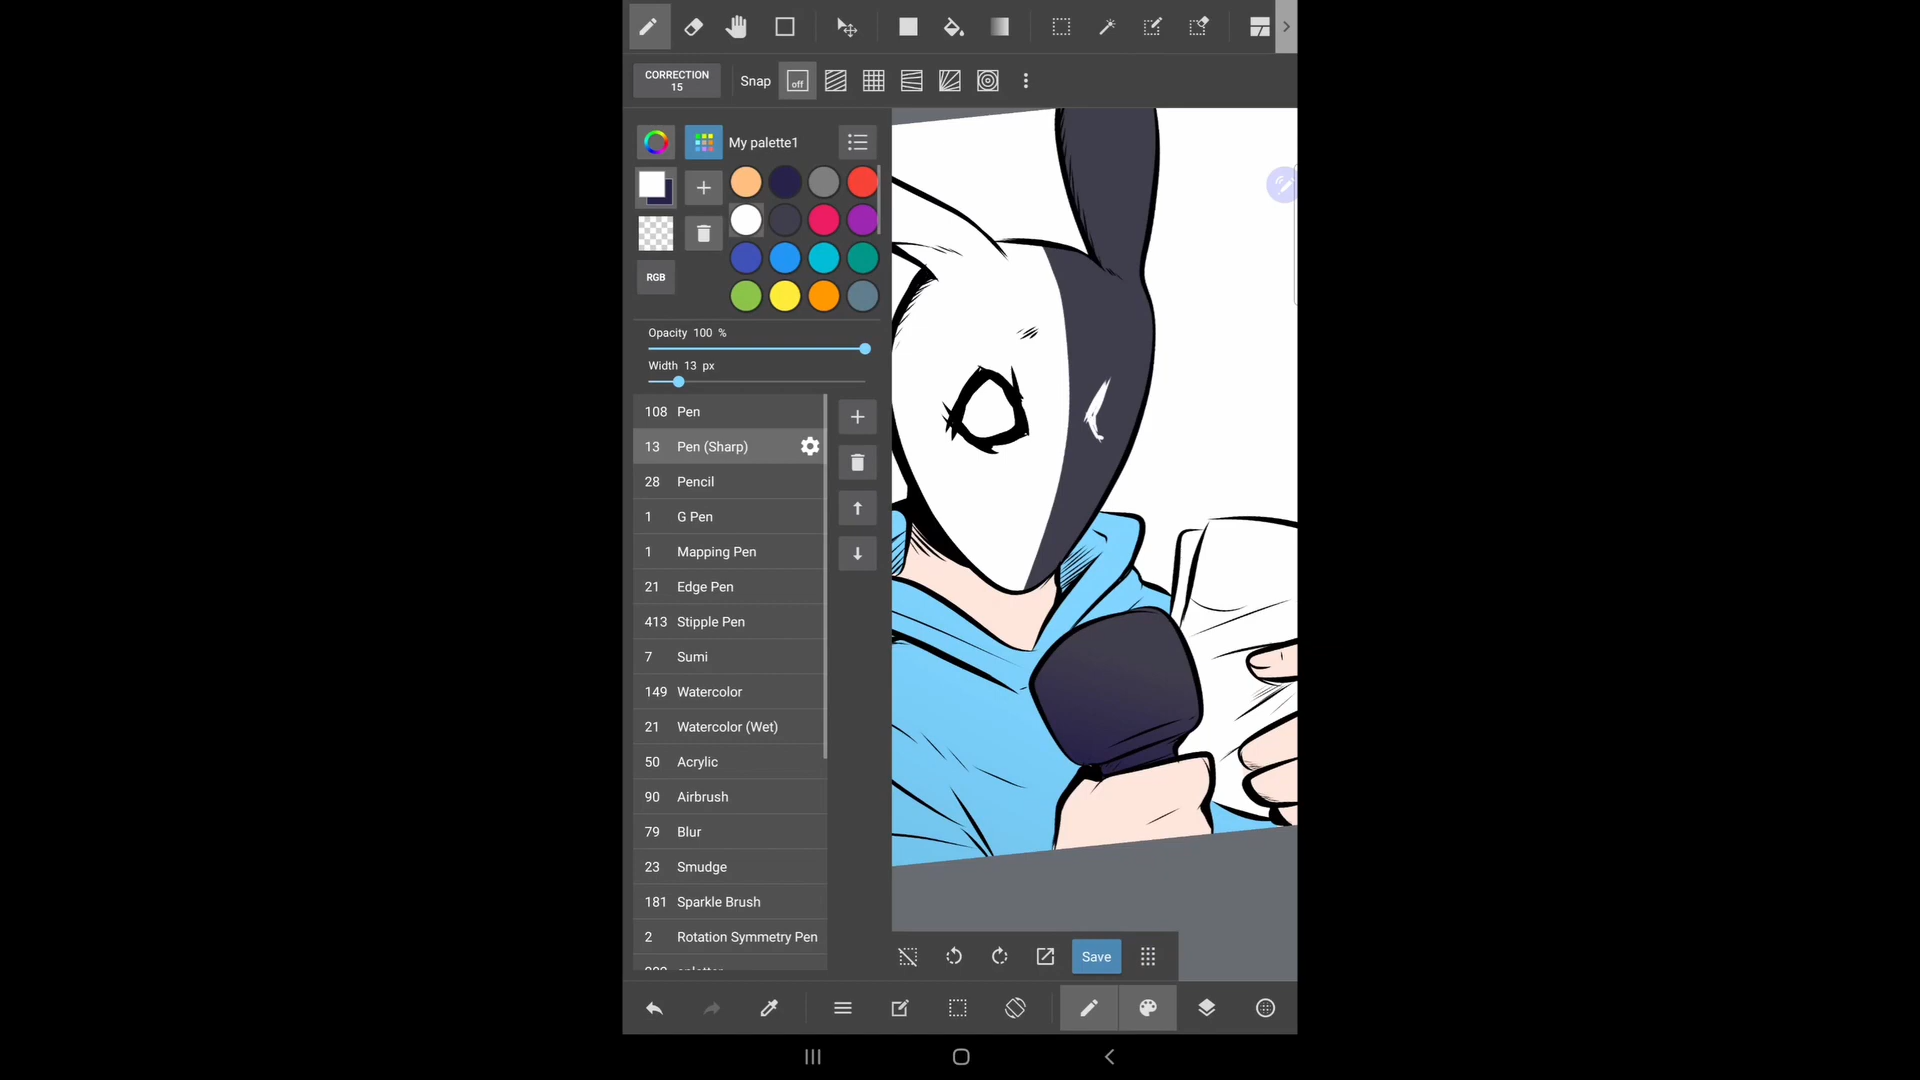 CORRECTION
15
Snap
off
My palette1
RGB
Opacity 100 %
Width 13 px
108 Pen
13 Pen (Sharp)
28 Pencil
1 G Pen
1 Mapping Pen
21 Edge Pen
413 Stipple Pen
7 Sumi
149 Watercolor
21 Watercolor (Wet)
50 Acrylic
90 Airbrush
79 Blur
23 Smudge
181 Sparkle Brush
2 Rotation Symmetry Pen
Save